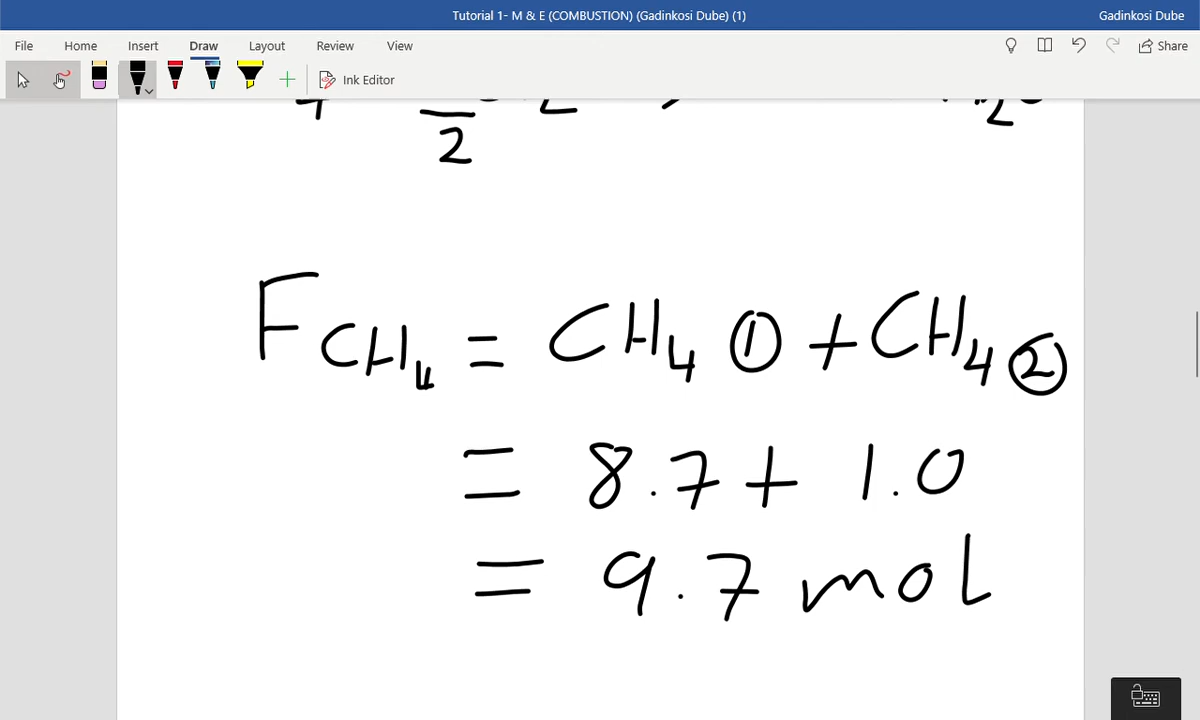 Tutorial 1- M & E (COMBUSTION) (Gadinkosi Dube) (1)
Gadinkosi Dube
File Home Insert Draw Layout Review View
Share
Ink Editor
2
F CH4 = CH4 ① + CH4 ②
= 8.7 + 1.0
= 9.7 mol